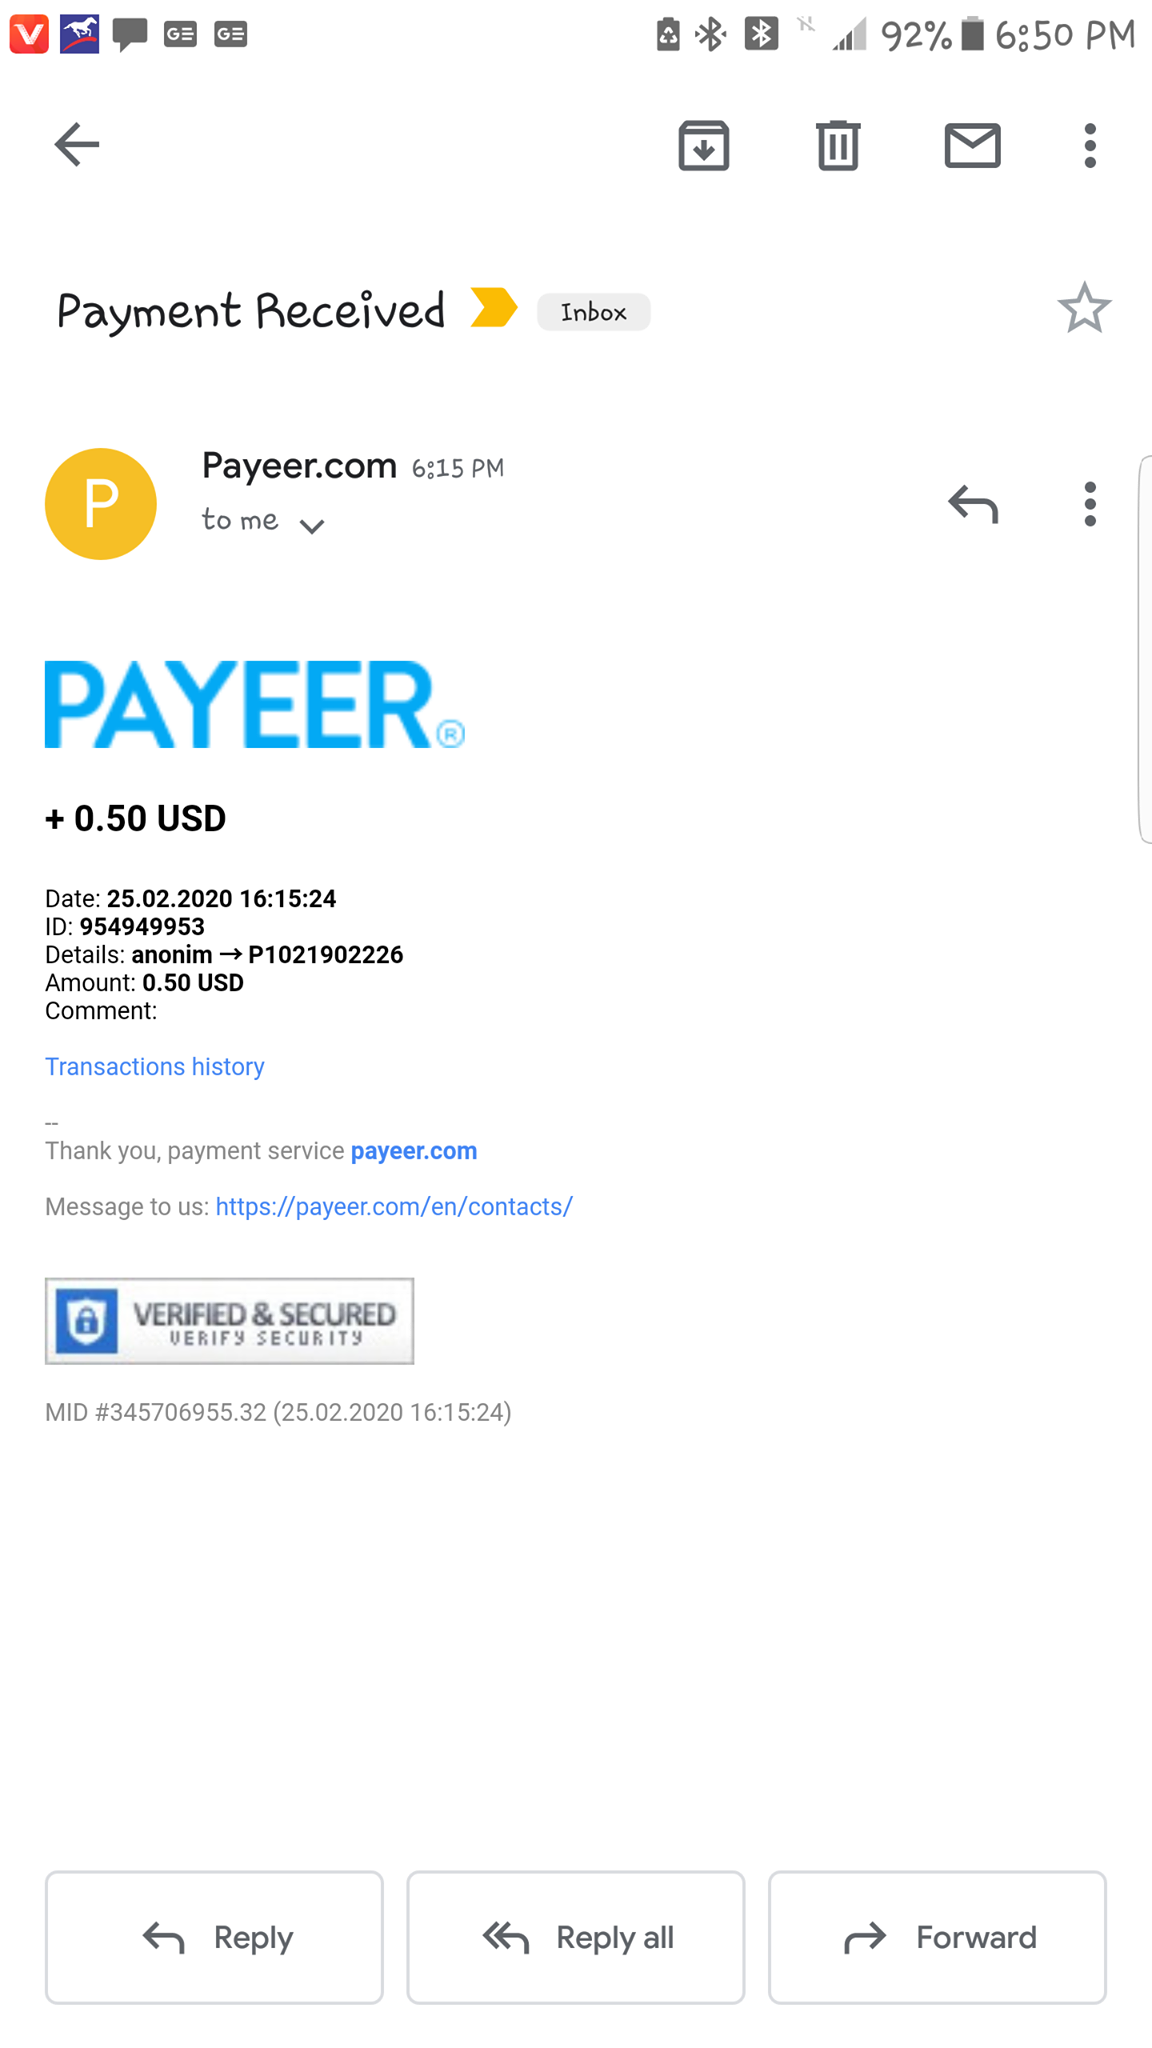 92% 6:50 PM
Payment Received Inbox
P
Payeer.com 6:15 PM
to me
PAYEER®
+ 0.50 USD
Date: 25.02.2020 16:15:24
ID: 954949953
Details: anonim → P1021902226
Amount: 0.50 USD
Comment:
Transactions history
--
Thank you, payment service payeer.com
Message to us: https://payeer.com/en/contacts/
VERIFIED & SECURED
VERIFY SECURITY
MID #345706955.32 (25.02.2020 16:15:24)
Reply Reply all Forward